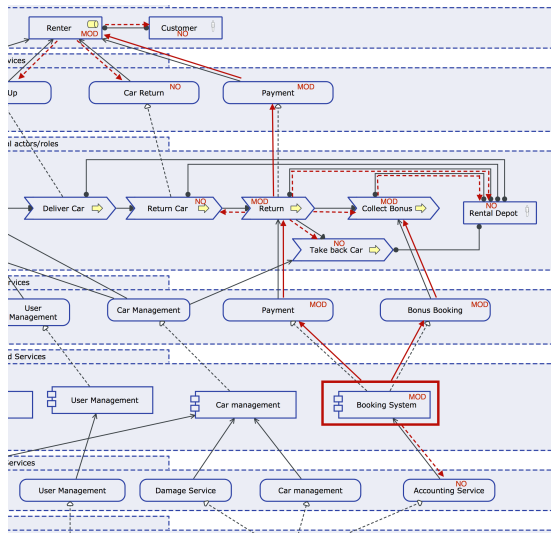 Renter
MOD
Customer
NO
vices
Up
Car Return
NO
Payment
MOD
al actors/roles
Deliver Car
Return Car
NO
Return
MOD
Collect Bonus
MOD
Rental Depot
NO
Take back Car
NO
ervices
User
Management
Car Management
Payment
MOD
Bonus Booking
MOD
d Services
User Management
Car management
Booking System
MOD
ervices
User Management
Damage Service
Car management
Accounting Service
NO